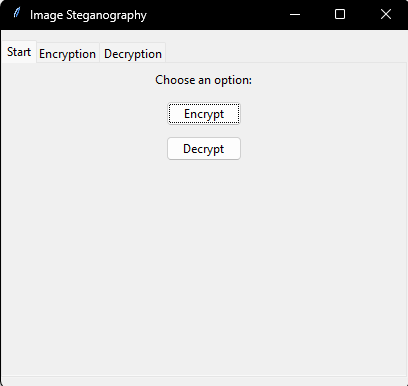 Image Steganography
Start Encryption Decryption
Choose an option:
Encrypt
Decrypt